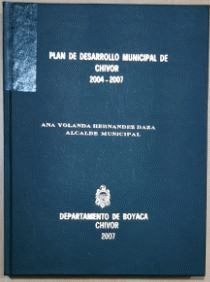 PLAN DE DESARROLLO MUNICIPAL DE
CHIVOR
2004-2007
ANA YOLANDA HERNANDEZ DAZA
ALCALDE MUNICIPAL
DEPARTAMENTO DE BOYACA
CHIVOR
2007